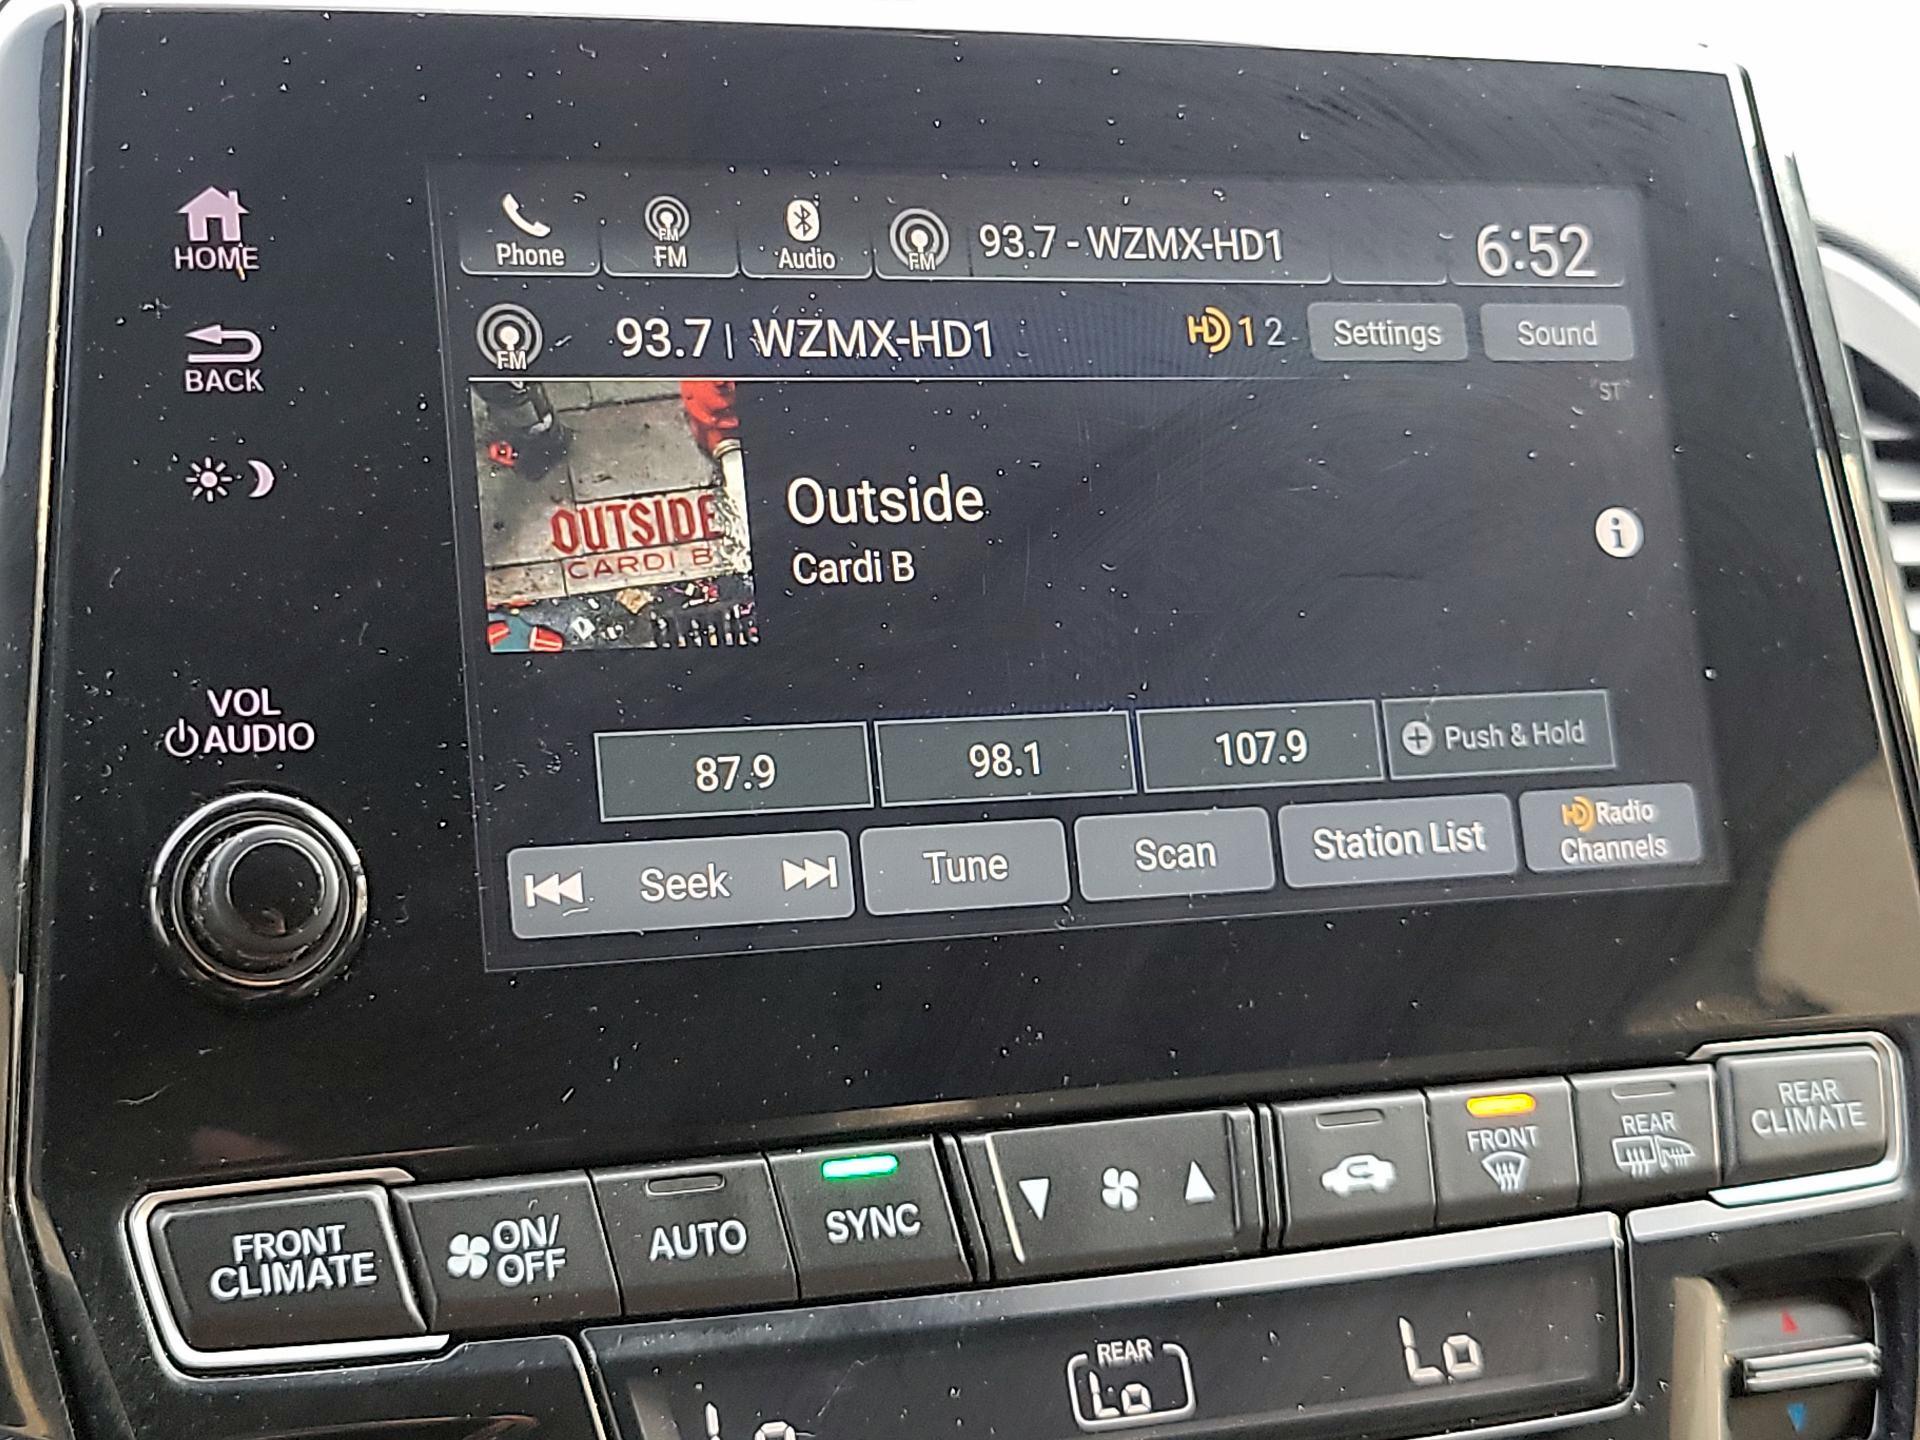 HOME
BACK
VOL
AUDIO
Phone
FM
FM
Audio
FM
93.7 - WZMX-HD1
6:52
FM
93.7 | WZMX-HD1
HD 1 2
Settings
Sound
ST
OUTSIDE
CARDI B
Outside
Cardi B
i
87.9
98.1
107.9
Push & Hold
Seek
Tune
Scan
Station List
HD Radio
Channels
FRONT
CLIMATE
ON/
OFF
AUTO
SYNC
FRONT
REAR
REAR
CLIMATE
Lo
REAR
Lo
Lo